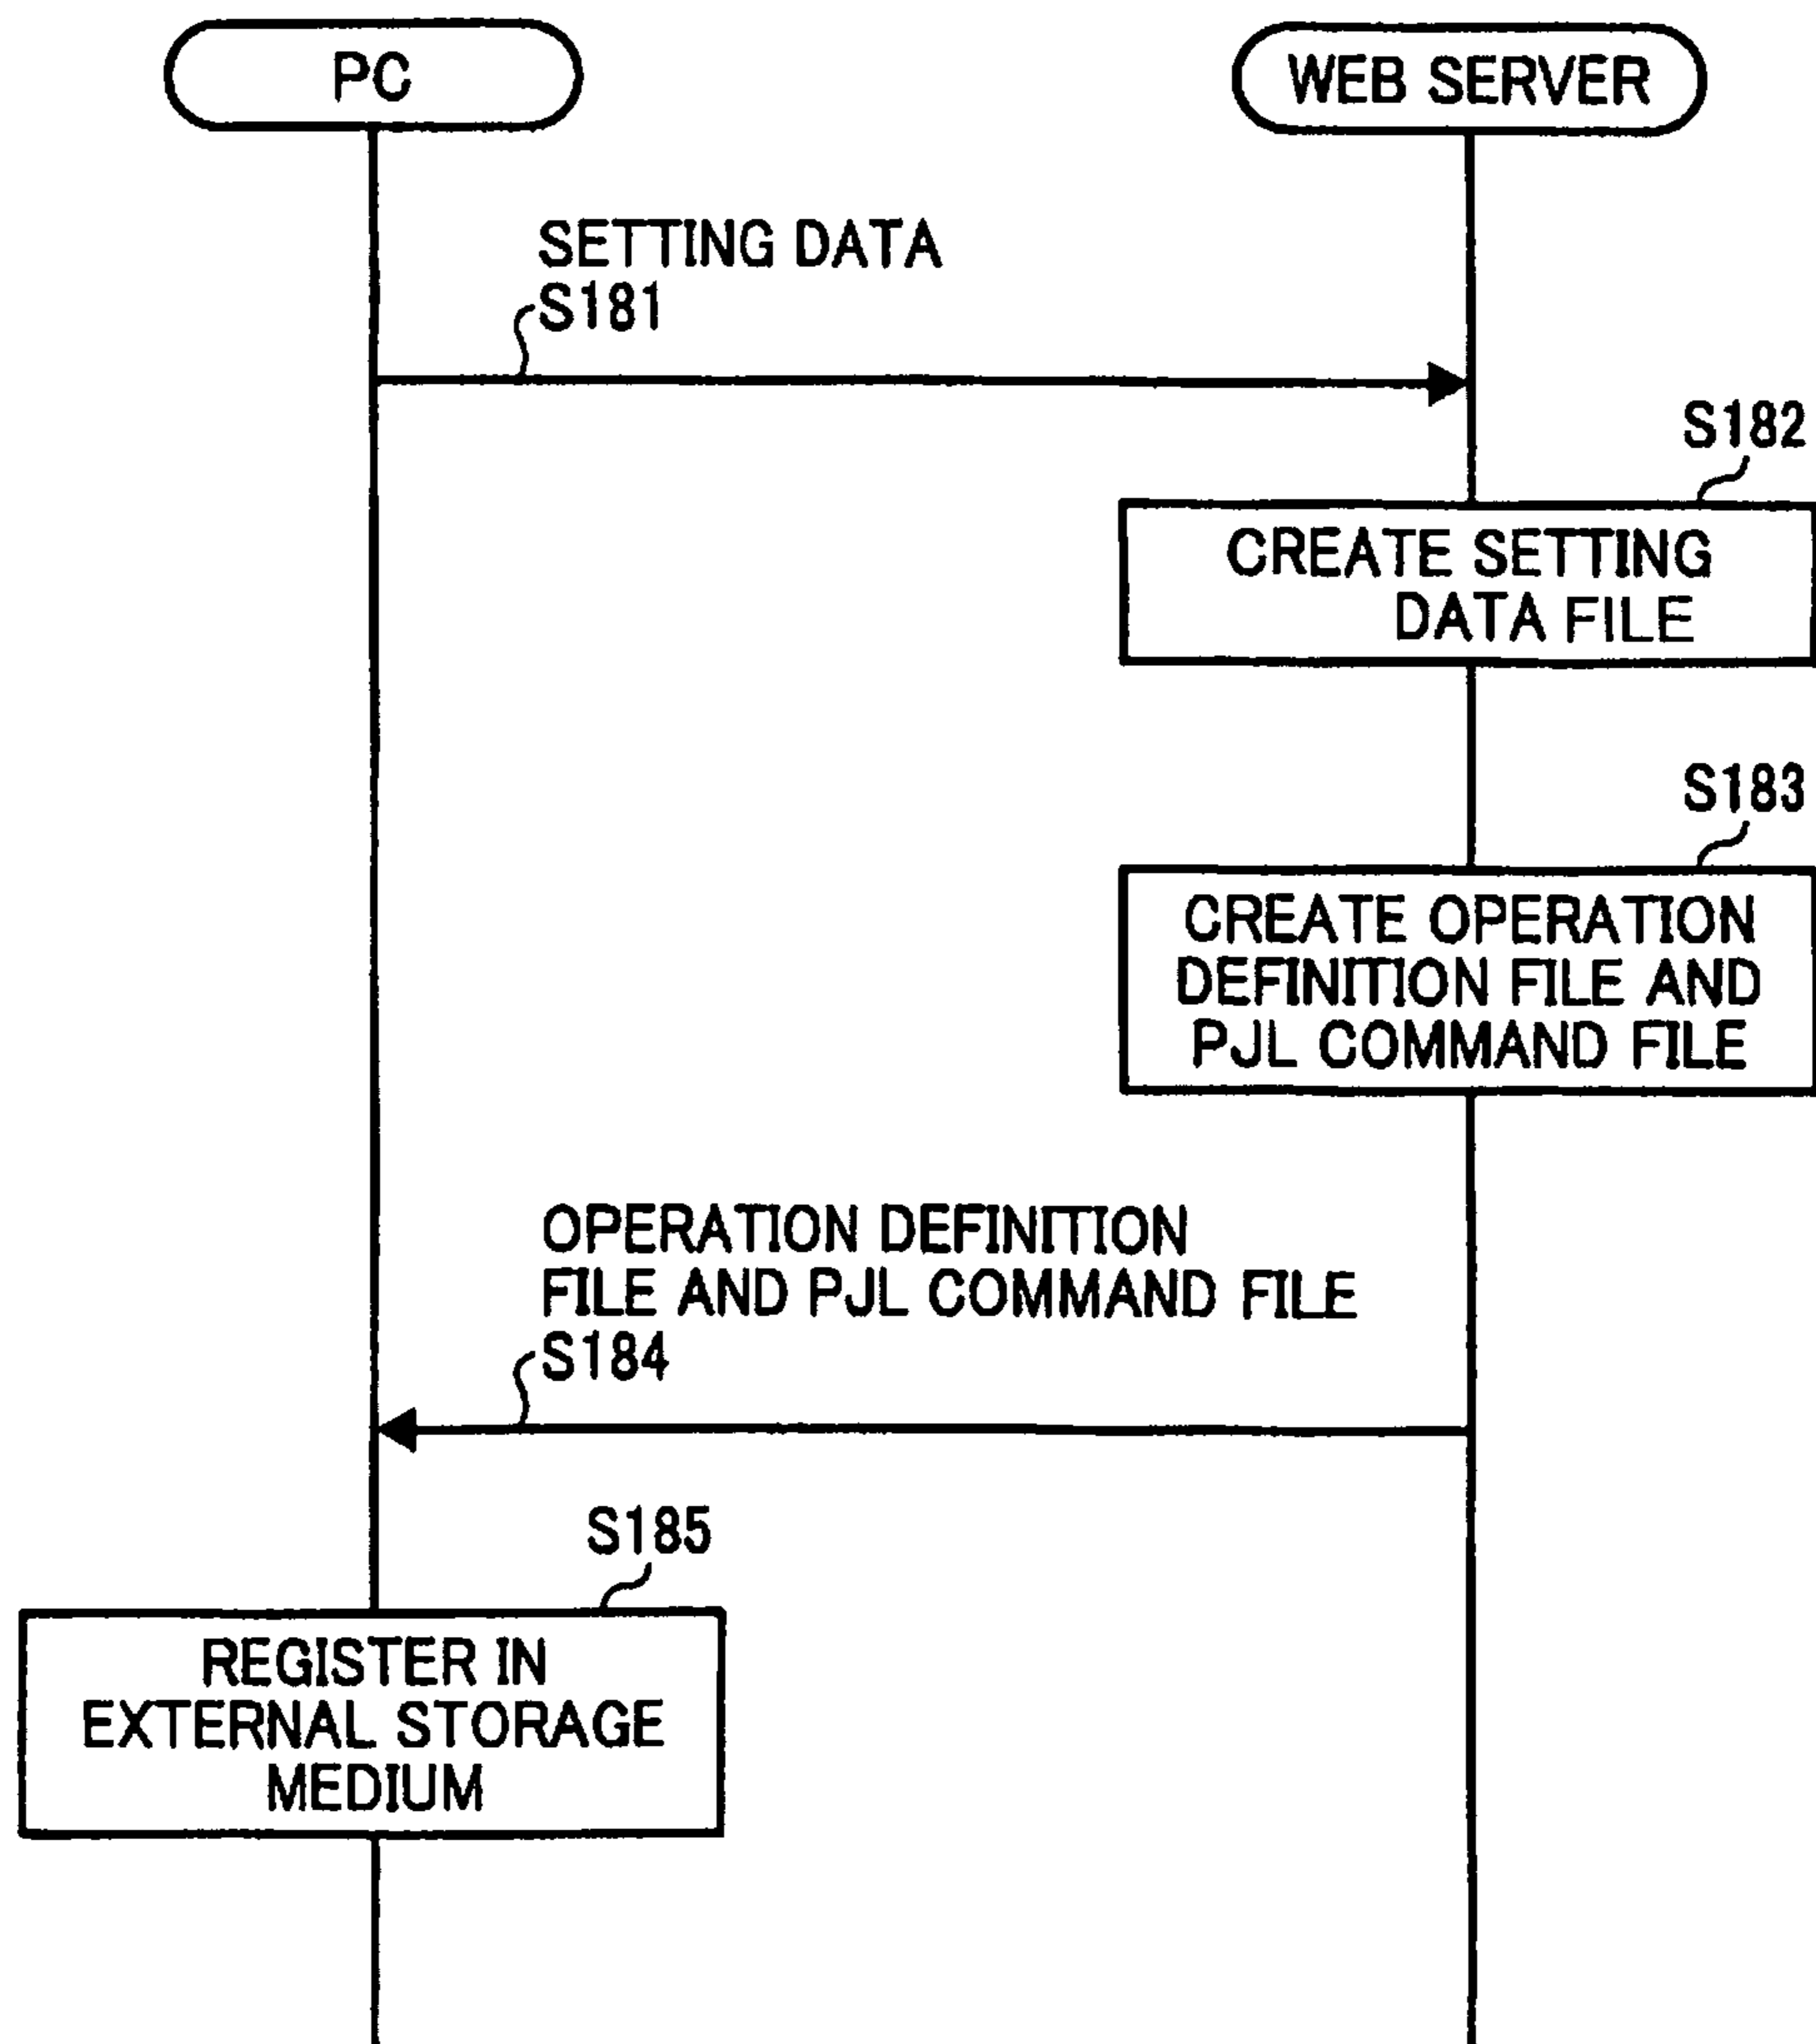 PC
WEB SERVER
SETTING DATA
S181
S182
CREATE SETTING
DATA FILE
S183
CREATE OPERATION
DEFINITION FILE AND
PJL COMMAND FILE
OPERATION DEFINITION
FILE AND PJL COMMAND FILE
S184
S185
REGISTER IN
EXTERNAL STORAGE
MEDIUM